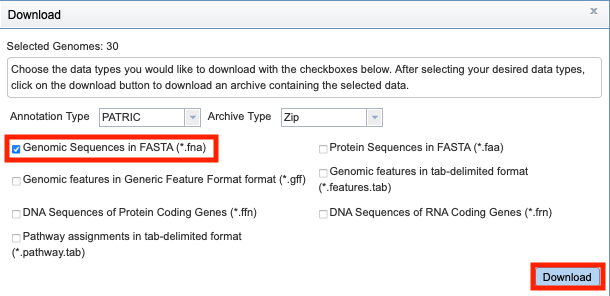 Download
Selected Genomes: 30
Choose the data types you would like to download with the checkboxes below. After selecting your desired data types,
click on the download button to download an archive containing the selected data.
Annotation Type PATRIC Archive Type Zip
Genomic Sequences in FASTA (*.fna) Protein Sequences in FASTA (*.faa)
Genomic features in Generic Feature Format format (*.gff) Genomic features in tab-delimited format
(*.features.tab)
DNA Sequences of Protein Coding Genes (*.ffn) DNA Sequences of RNA Coding Genes (*.frn)
Pathway assignments in tab-delimited format
(*.pathway.tab)
Download